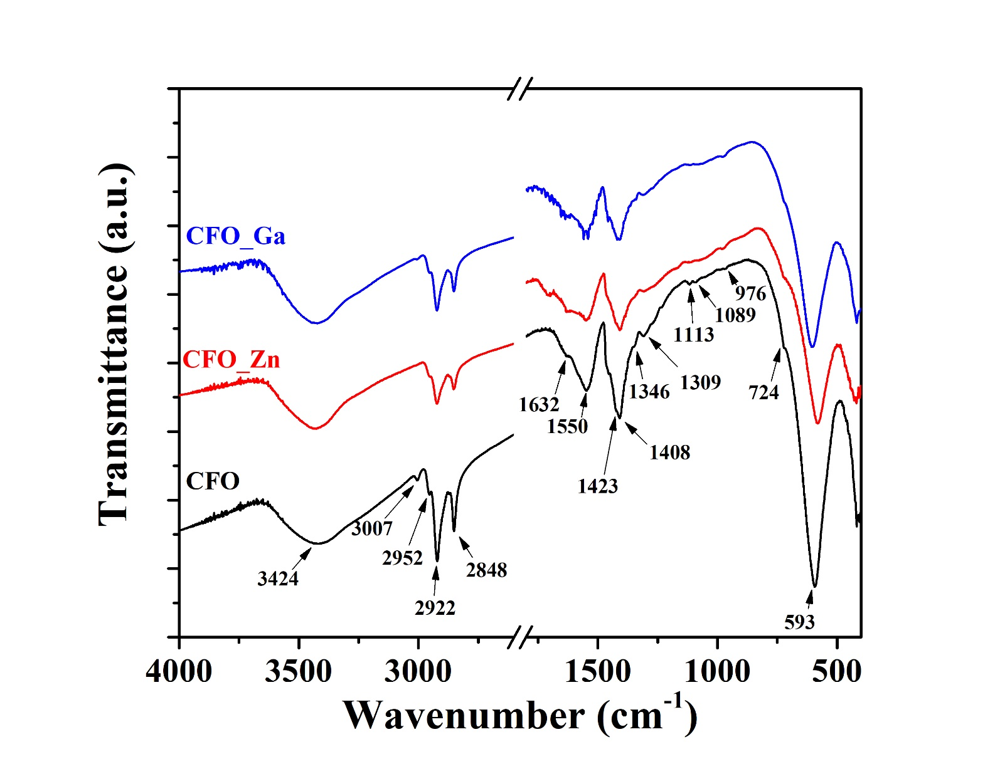 Transmittance (a.u.)
CFO_Ga
CFO_Zn
CFO
3424
3007
2952
2922
2848
1632
1550
1423
1408
1346
1309
1113
1089
976
724
593
4000 3500 3000 1500 1000 500
Wavenumber (cm-1)